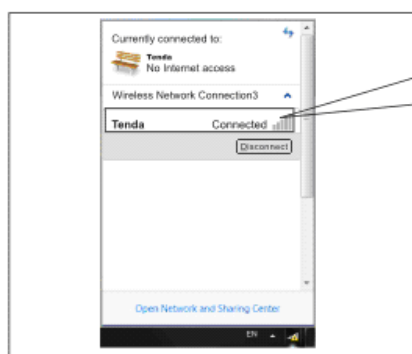 Currently connected to:
Tenda
No Internet access
Wireless Network Connection3
Tenda Connected
Disconnect
Open Network and Sharing Center
EN